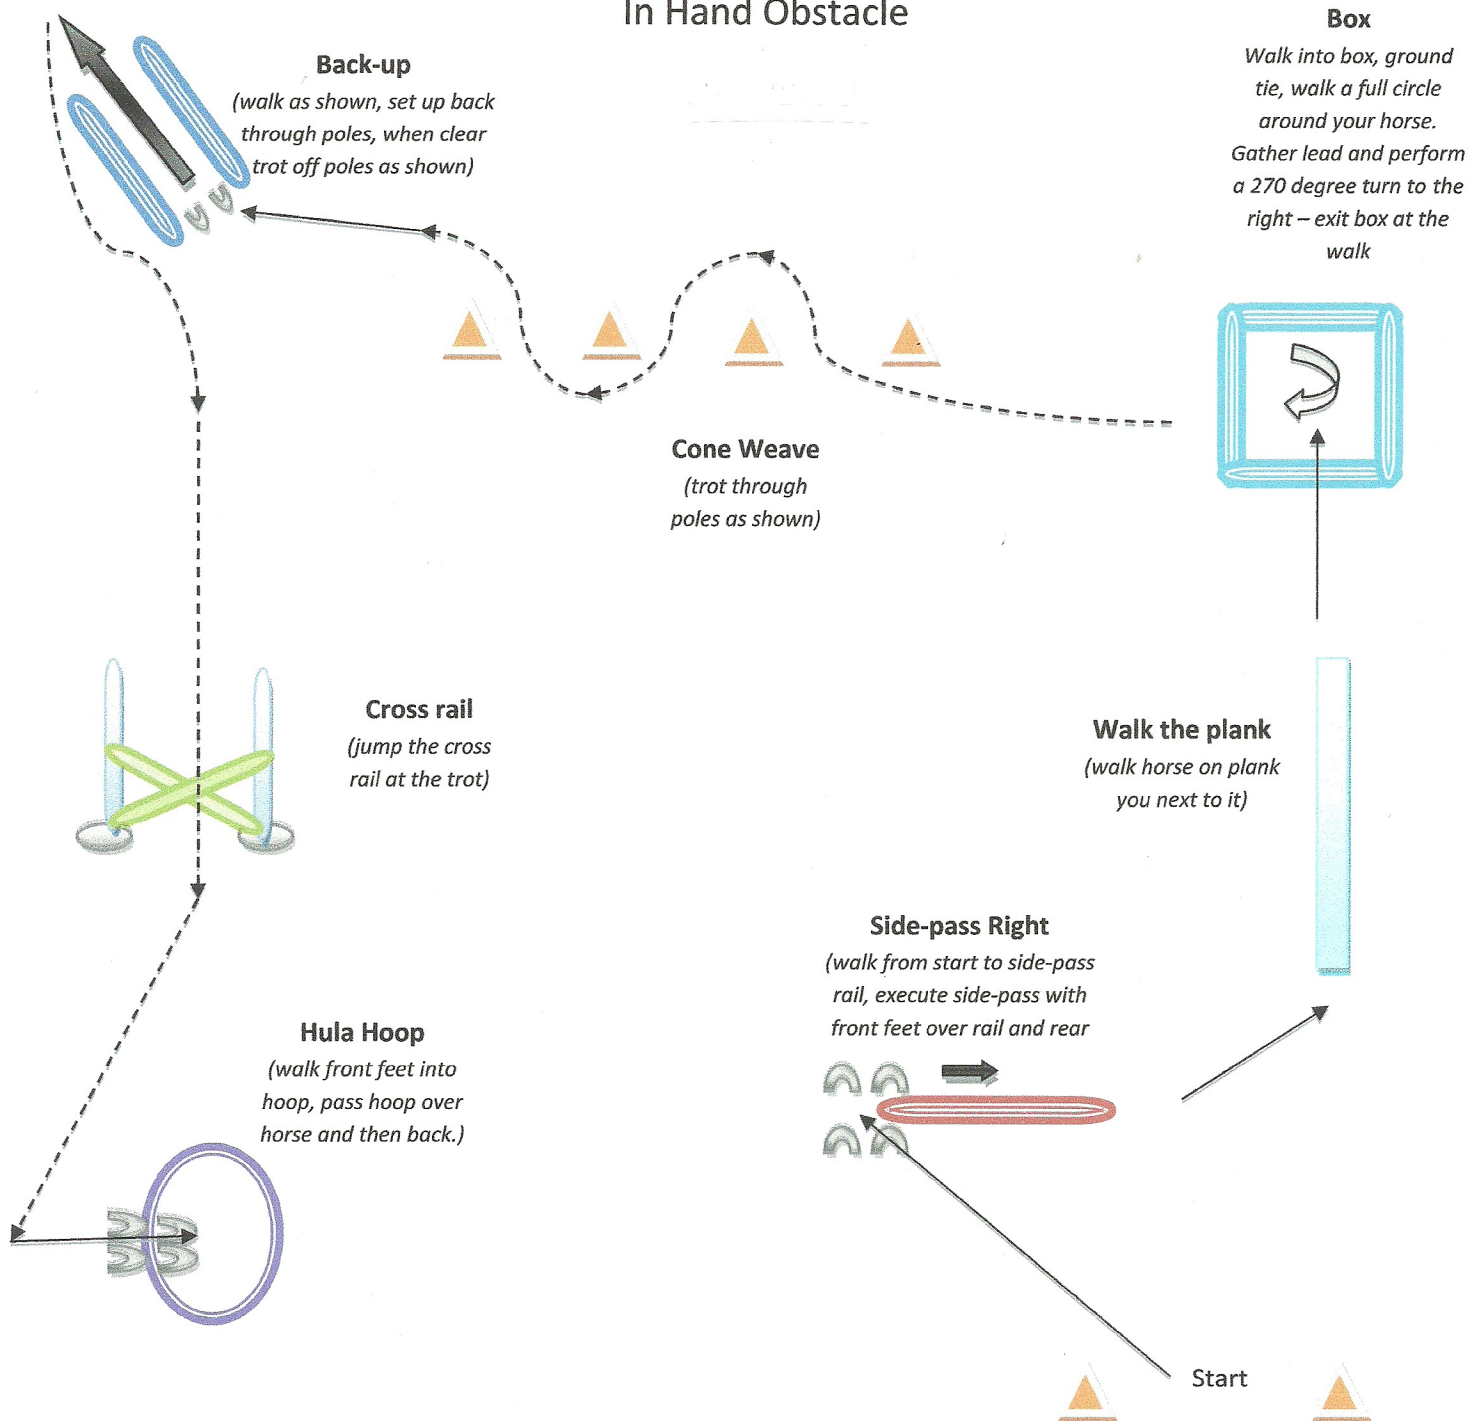 In Hand Obstacle
Box
Walk into box, ground
tie, walk a full circle
around your horse.
Gather lead and perform
a 270 degree turn to the
right – exit box at the
walk
Back-up
(walk as shown, set up back
through poles, when clear
trot off poles as shown)
Cone Weave
(trot through
poles as shown)
Cross rail
(jump the cross
rail at the trot)
Walk the plank
(walk horse on plank
you next to it)
Side-pass Right
(walk from start to side-pass
rail, execute side-pass with
front feet over rail and rear
Hula Hoop
(walk front feet into
hoop, pass hoop over
horse and then back.)
Start